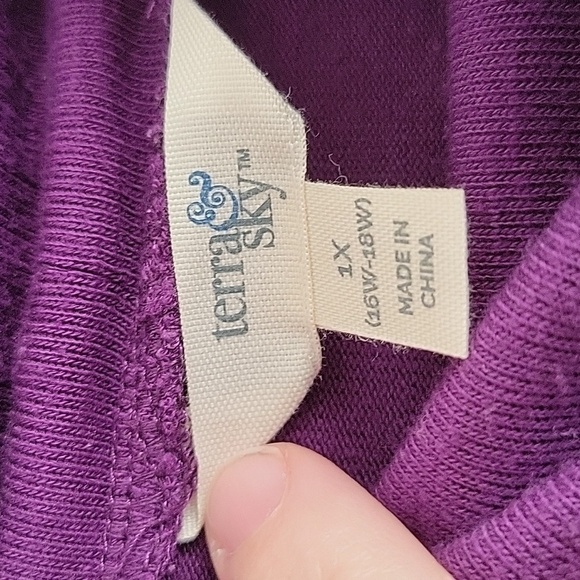 terra
sky™
1X
(16W-18W)
MADE IN
CHINA